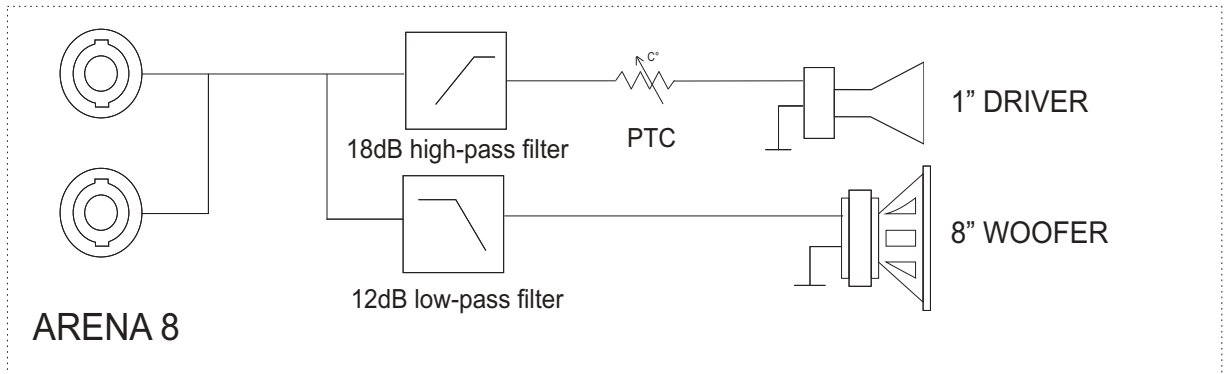 C°
1” DRIVER
PTC
18dB high-pass filter
8” WOOFER
12dB low-pass filter
ARENA 8